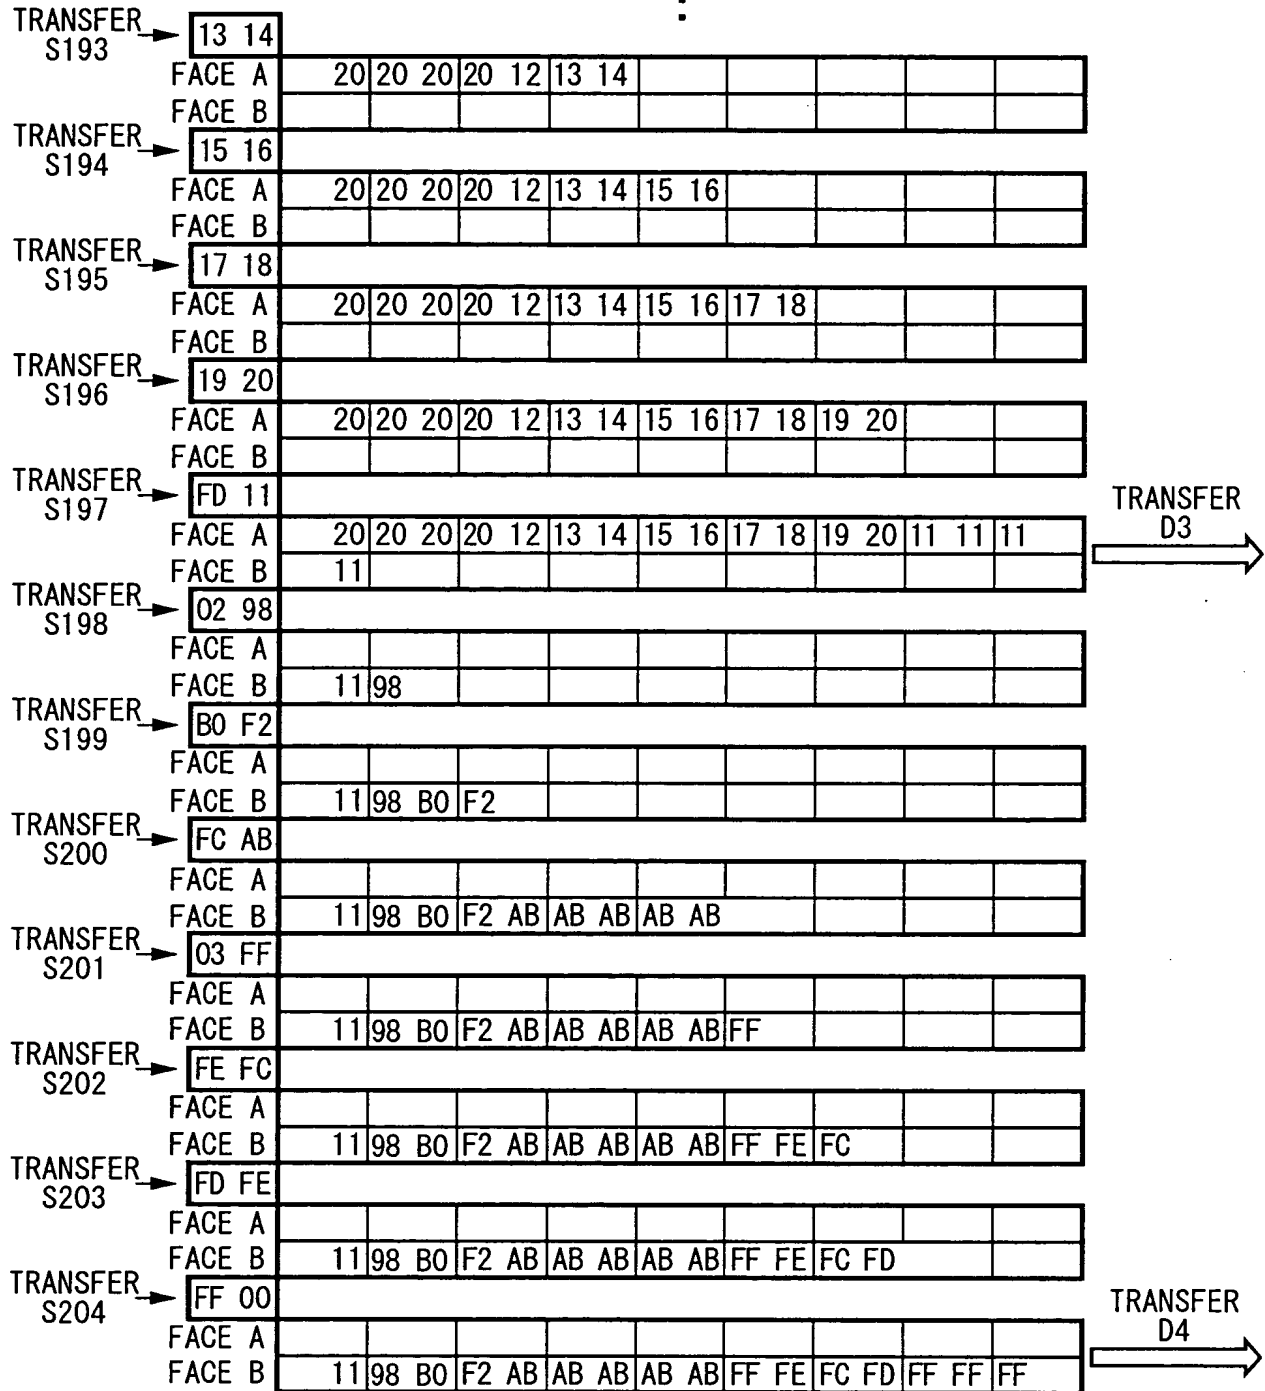 TRANSFER S193 13 14
FACE A 20 20 20 20 12 13 14
FACE B
TRANSFER S194 15 16
FACE A 20 20 20 20 12 13 14 15 16
FACE B
TRANSFER S195 17 18
FACE A 20 20 20 20 12 13 14 15 16 17 18
FACE B
TRANSFER S196 19 20
FACE A 20 20 20 20 12 13 14 15 16 17 18 19 20
FACE B
TRANSFER S197 FD 11
FACE A 20 20 20 20 12 13 14 15 16 17 18 19 20 11 11 11
TRANSFER D3
FACE B 11
TRANSFER S198 02 98
FACE A
FACE B 11 98
TRANSFER S199 B0 F2
FACE A
FACE B 11 98 B0 F2
TRANSFER S200 FC AB
FACE A
FACE B 11 98 B0 F2 AB AB AB AB AB
TRANSFER S201 03 FF
FACE A
FACE B 11 98 B0 F2 AB AB AB AB AB FF
TRANSFER S202 FE FC
FACE A
FACE B 11 98 B0 F2 AB AB AB AB AB FF FE FC
TRANSFER S203 FD FE
FACE A
FACE B 11 98 B0 F2 AB AB AB AB AB FF FE FC FD
TRANSFER S204 FF 00
TRANSFER D4
FACE A
FACE B 11 98 B0 F2 AB AB AB AB AB FF FE FC FD FF FF FF